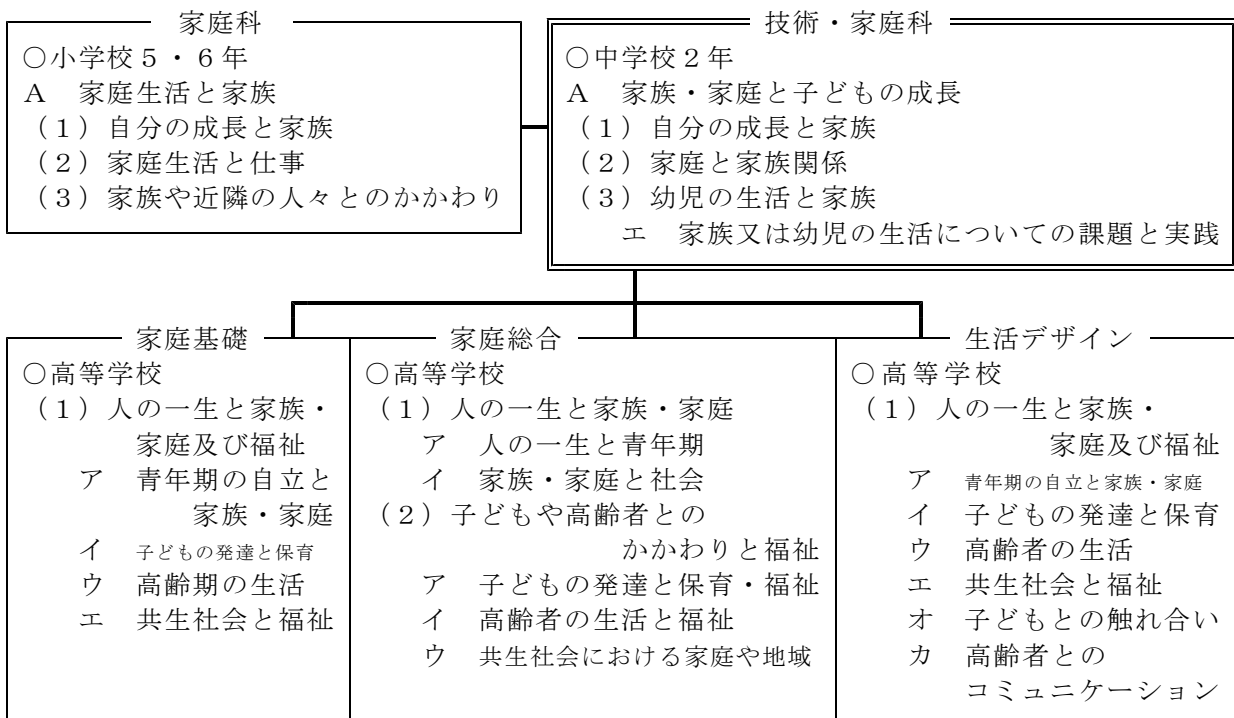 家庭科
○小学校５・６年
Ａ　家庭生活と家族
（１）自分の成長と家族
（２）家庭生活と仕事
（３）家族や近隣の人々とのかかわり
技術・家庭科
○中学校２年
Ａ　家族・家庭と子どもの成長
（１）自分の成長と家族
（２）家庭と家族関係
（３）幼児の生活と家族
エ　家族又は幼児の生活についての課題と実践
家庭基礎
○高等学校
（１）人の一生と家族・
家庭及び福祉
ア　青年期の自立と
家族・家庭
イ　子どもの発達と保育
ウ　高齢期の生活
エ　共生社会と福祉
家庭総合
○高等学校
（１）人の一生と家族・家庭
ア　人の一生と青年期
イ　家族・家庭と社会
（２）子どもや高齢者との
かかわりと福祉
ア　子どもの発達と保育・福祉
イ　高齢者の生活と福祉
ウ　共生社会における家庭や地域
生活デザイン
○高等学校
（１）人の一生と家族・
家庭及び福祉
ア　青年期の自立と家族・家庭
イ　子どもの発達と保育
ウ　高齢者の生活
エ　共生社会と福祉
オ　子どもとの触れ合い
カ　高齢者との
コミュニケーション